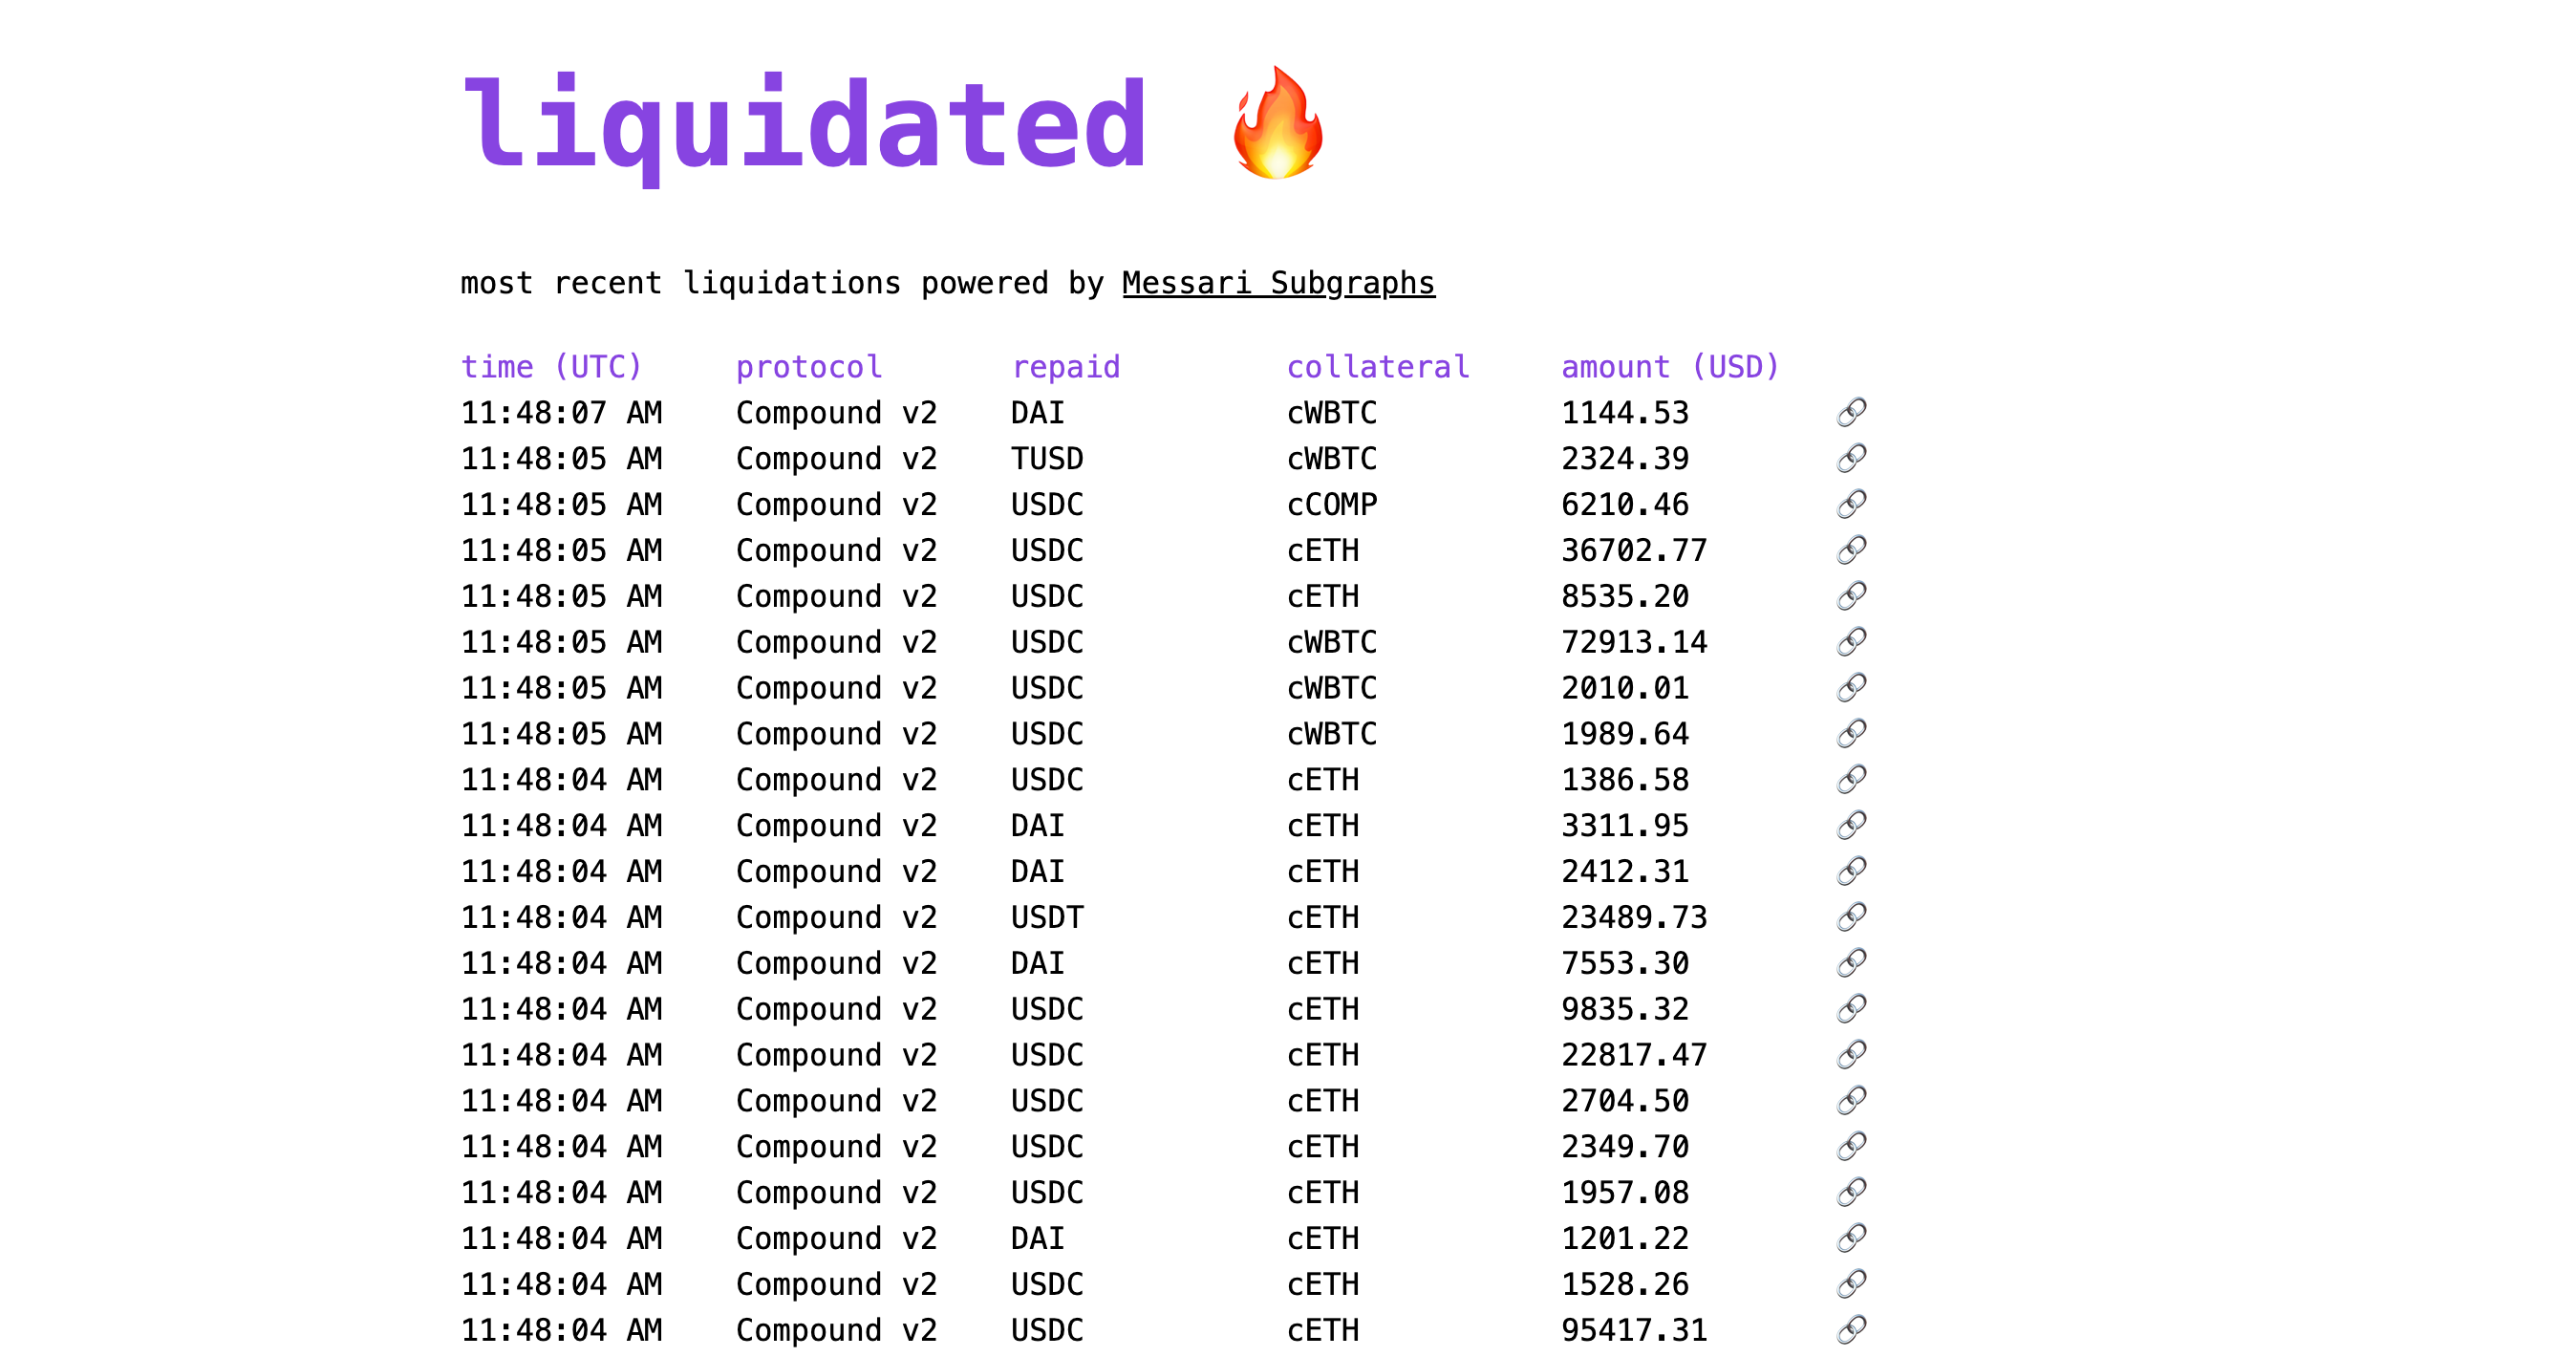 liquidated 🔥
most recent liquidations powered by Messari Subgraphs
time (UTC) protocol repaid collateral amount (USD)
11:48:07 AM Compound v2 DAI cWBTC 1144.53
11:48:05 AM Compound v2 TUSD cWBTC 2324.39
11:48:05 AM Compound v2 USDC cCOMP 6210.46
11:48:05 AM Compound v2 USDC cETH 36702.77
11:48:05 AM Compound v2 USDC cETH 8535.20
11:48:05 AM Compound v2 USDC cWBTC 72913.14
11:48:05 AM Compound v2 USDC cWBTC 2010.01
11:48:05 AM Compound v2 USDC cWBTC 1989.64
11:48:04 AM Compound v2 USDC cETH 1386.58
11:48:04 AM Compound v2 DAI cETH 3311.95
11:48:04 AM Compound v2 DAI cETH 2412.31
11:48:04 AM Compound v2 USDT cETH 23489.73
11:48:04 AM Compound v2 DAI cETH 7553.30
11:48:04 AM Compound v2 USDC cETH 9835.32
11:48:04 AM Compound v2 USDC cETH 22817.47
11:48:04 AM Compound v2 USDC cETH 2704.50
11:48:04 AM Compound v2 USDC cETH 2349.70
11:48:04 AM Compound v2 USDC cETH 1957.08
11:48:04 AM Compound v2 DAI cETH 1201.22
11:48:04 AM Compound v2 USDC cETH 1528.26
11:48:04 AM Compound v2 USDC cETH 95417.31